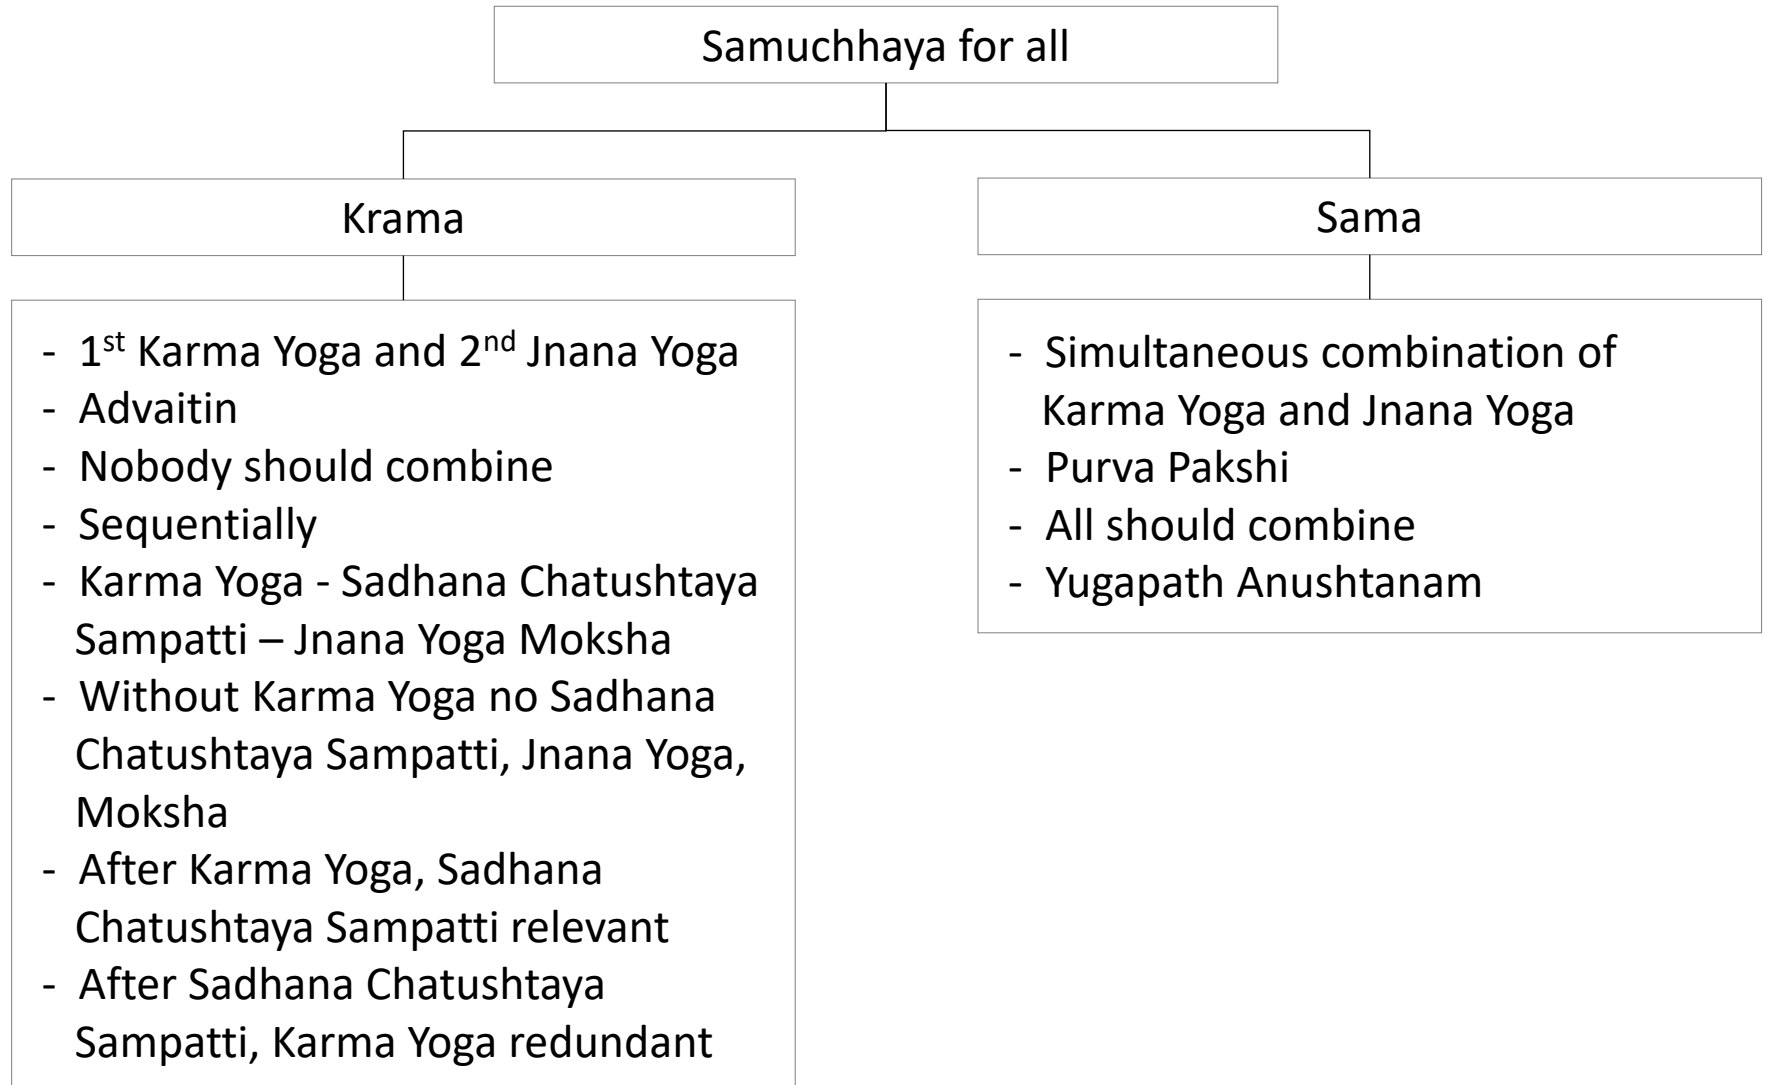 Samuchhaya for all
Krama
- 1st Karma Yoga and 2nd Jnana Yoga
- Advaitin
- Nobody should combine
- Sequentially
- Karma Yoga - Sadhana Chatushtaya
Sampatti – Jnana Yoga Moksha
- Without Karma Yoga no Sadhana
Chatushtaya Sampatti, Jnana Yoga,
Moksha
- After Karma Yoga, Sadhana
Chatushtaya Sampatti relevant
- After Sadhana Chatushtaya
Sampatti, Karma Yoga redundant
Sama
- Simultaneous combination of
Karma Yoga and Jnana Yoga
- Purva Pakshi
- All should combine
- Yugapath Anushtanam